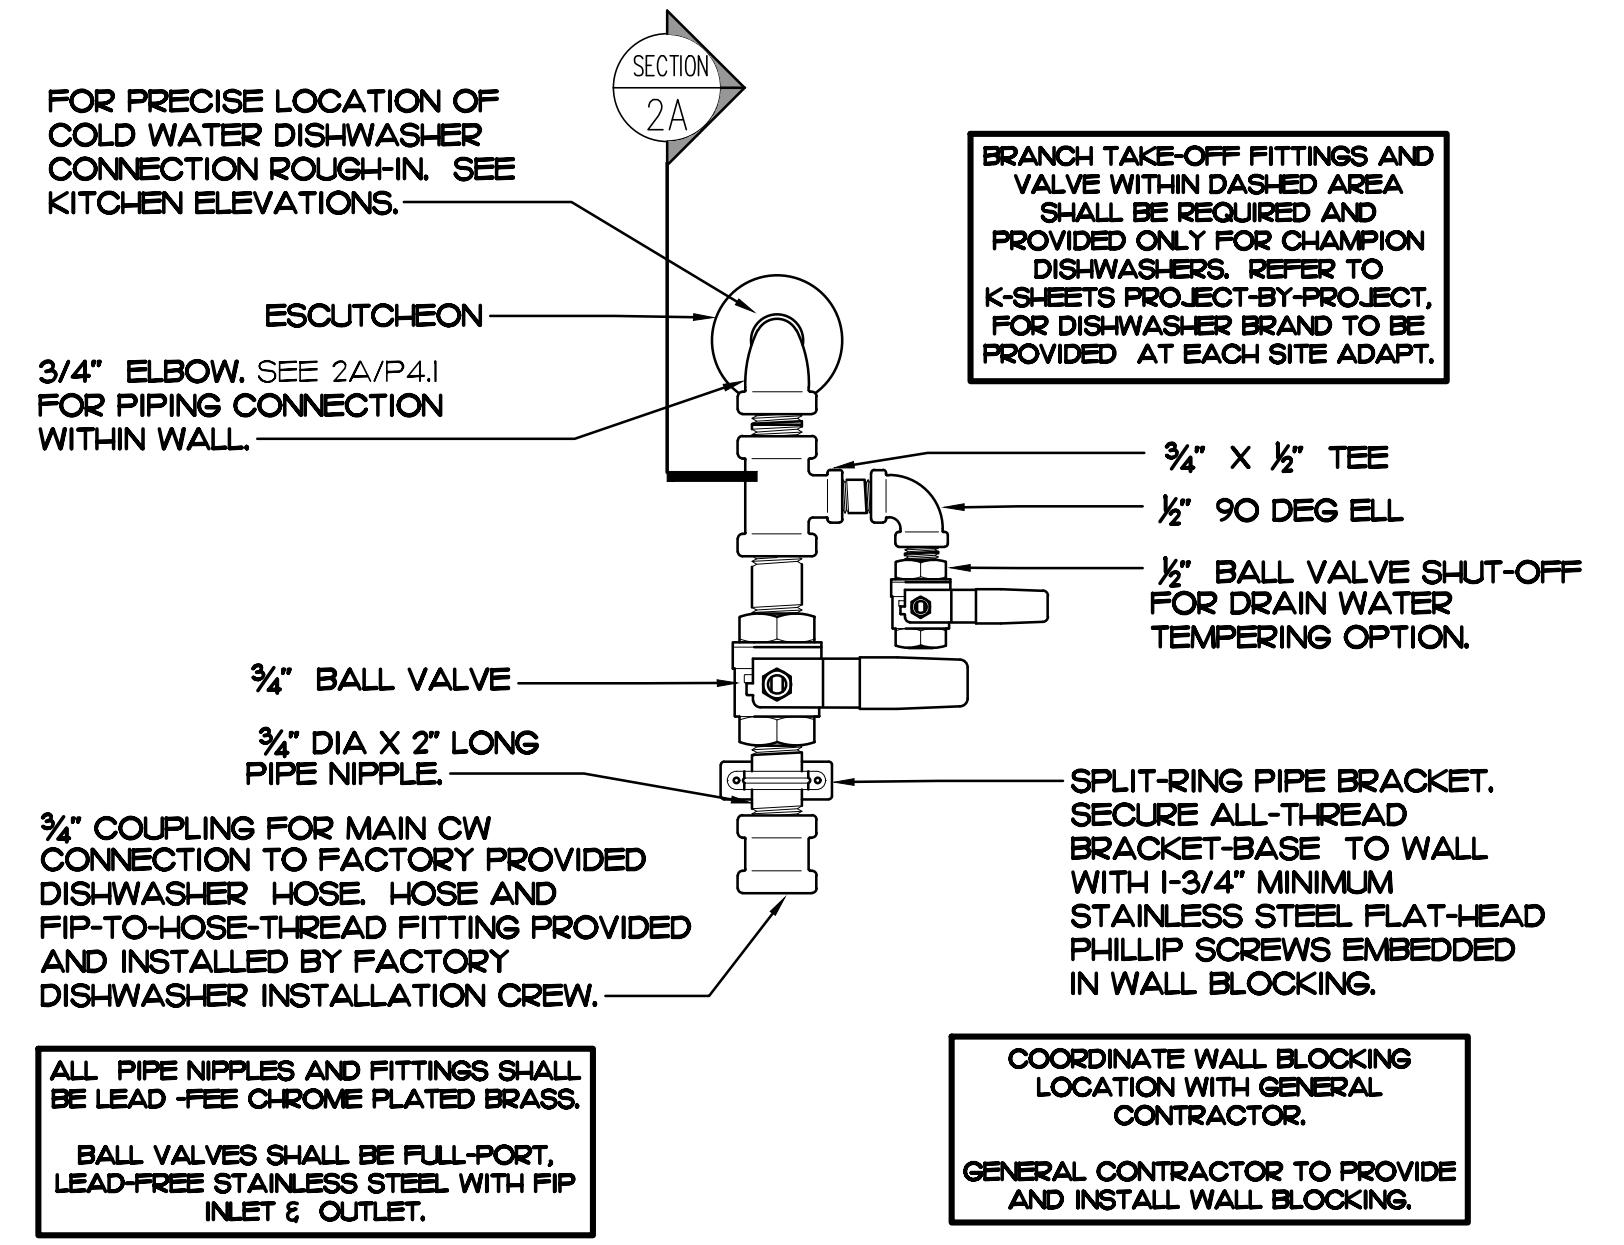 SECTION
2A
FOR PRECISE LOCATION OF
COLD WATER DISHWASHER
CONNECTION ROUGH-IN. SEE
KITCHEN ELEVATIONS.
ESCUTCHEON
3/4" ELBOW. SEE 2A/P4.1
FOR PIPING CONNECTION
WITHIN WALL.
BRANCH TAKE-OFF FITTINGS AND
VALVE WITHIN DASHED AREA
SHALL BE REQUIRED AND
PROVIDED ONLY FOR CHAMPION
DISHWASHERS. REFER TO
K-SHEETS PROJECT-BY-PROJECT,
FOR DISHWASHER BRAND TO BE
PROVIDED AT EACH SITE ADAPT.
¾" X ½" TEE
½" 90 DEG ELL
½" BALL VALVE SHUT-OFF
FOR DRAIN WATER
TEMPERING OPTION.
¾" BALL VALVE
¾" DIA X 2" LONG
PIPE NIPPLE.
¾" COUPLING FOR MAIN CW
CONNECTION TO FACTORY PROVIDED
DISHWASHER HOSE. HOSE AND
FIP-TO-HOSE-THREAD FITTING PROVIDED
AND INSTALLED BY FACTORY
DISHWASHER INSTALLATION CREW.
SPLIT-RING PIPE BRACKET.
SECURE ALL-THREAD
BRACKET-BASE TO WALL
WITH 1-3/4" MINIMUM
STAINLESS STEEL FLAT-HEAD
PHILLIP SCREWS EMBEDDED
IN WALL BLOCKING.
ALL PIPE NIPPLES AND FITTINGS SHALL
BE LEAD -FEE CHROME PLATED BRASS.
BALL VALVES SHALL BE FULL-PORT,
LEAD-FREE STAINLESS STEEL WITH FIP
INLET & OUTLET.
COORDINATE WALL BLOCKING
LOCATION WITH GENERAL
CONTRACTOR.
GENERAL CONTRACTOR TO PROVIDE
AND INSTALL WALL BLOCKING.